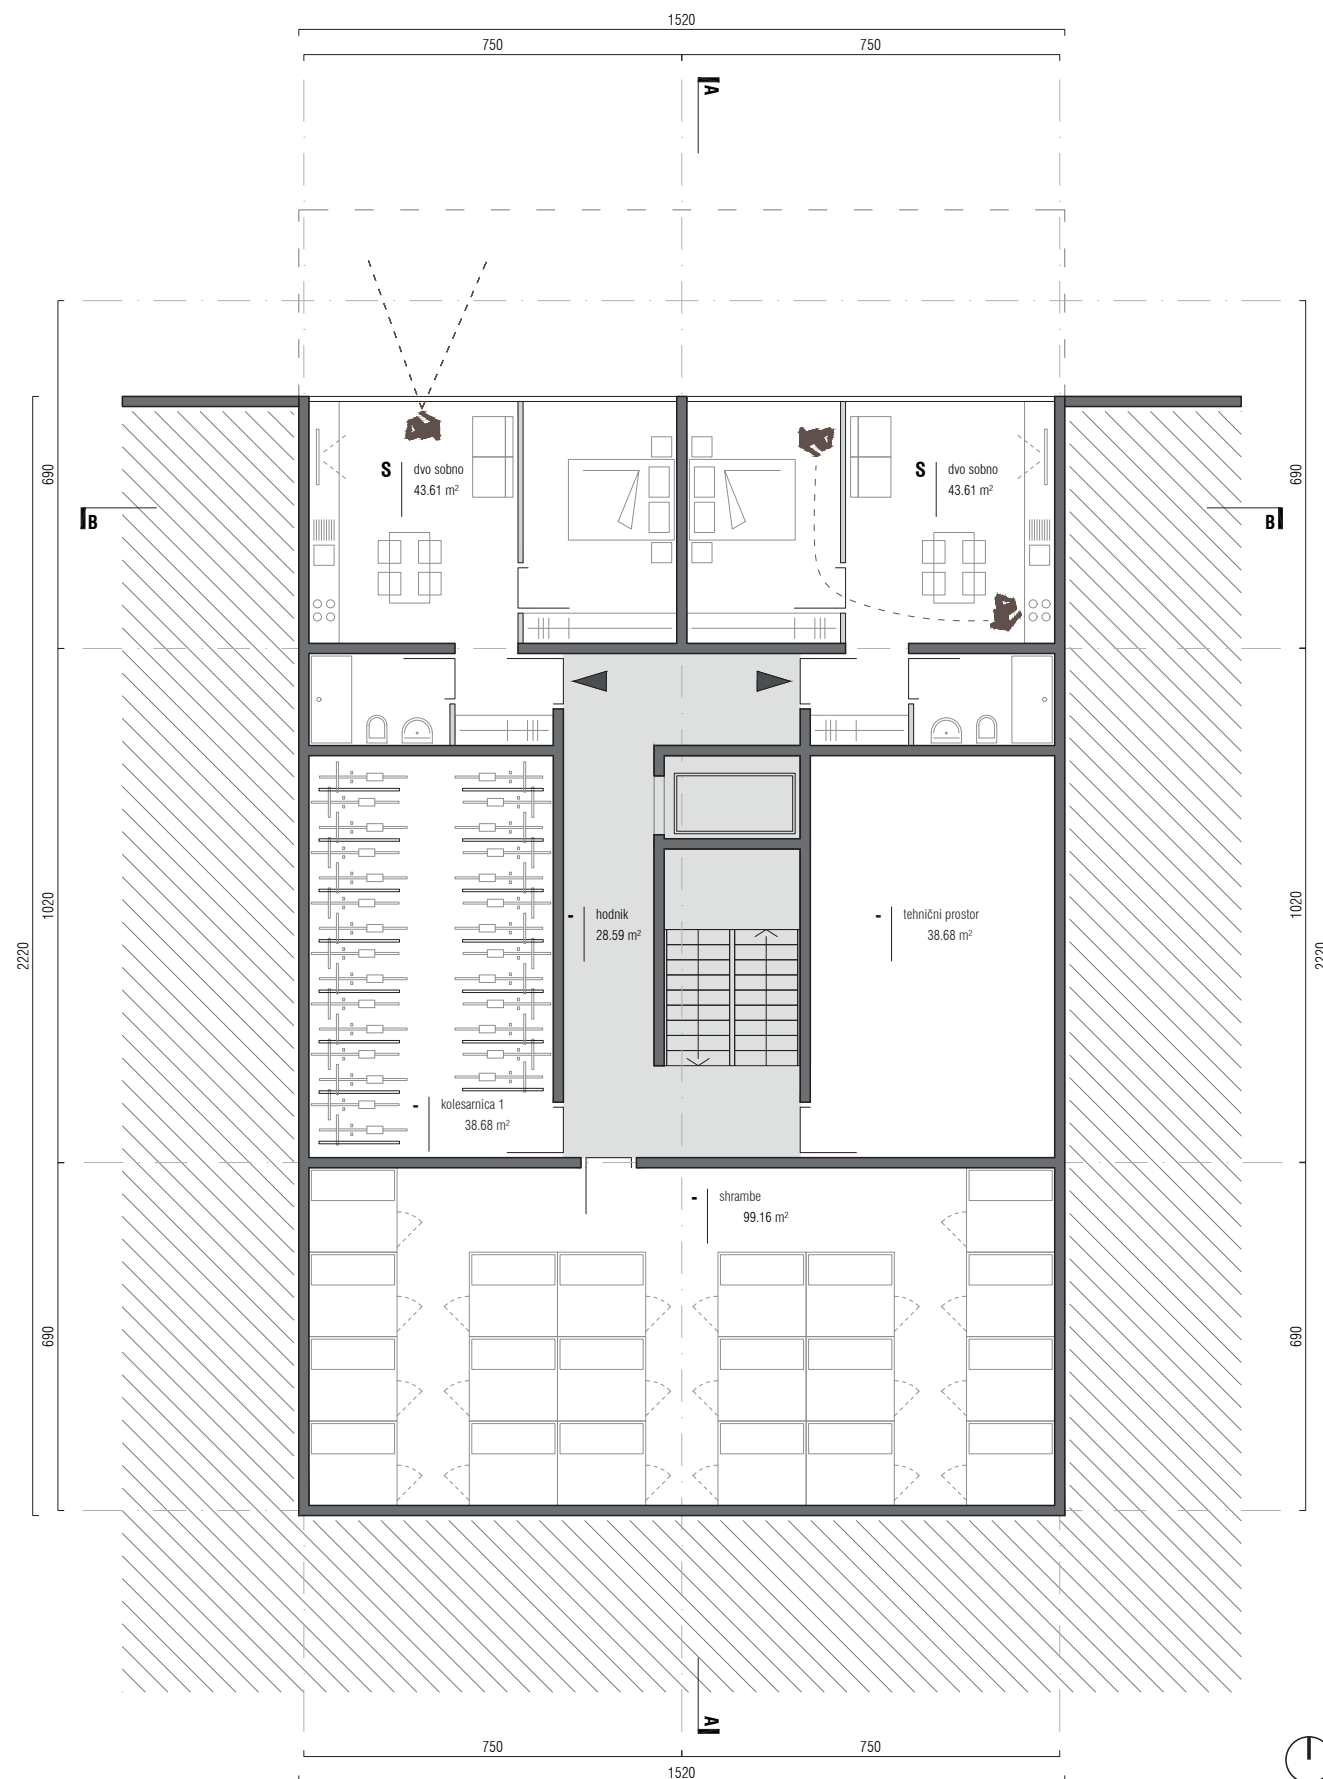 1520
750 750
A
S dvo sobno
43.61 m²
S dvo sobno
43.61 m²
690
690
B
B
1020
2220
1020
2220
- hodnik
28.59 m²
- tehnični prostor
38.68 m²
- kolesarnica 1
38.68 m²
- shrambe
99.16 m²
690
690
A
750 750
1520